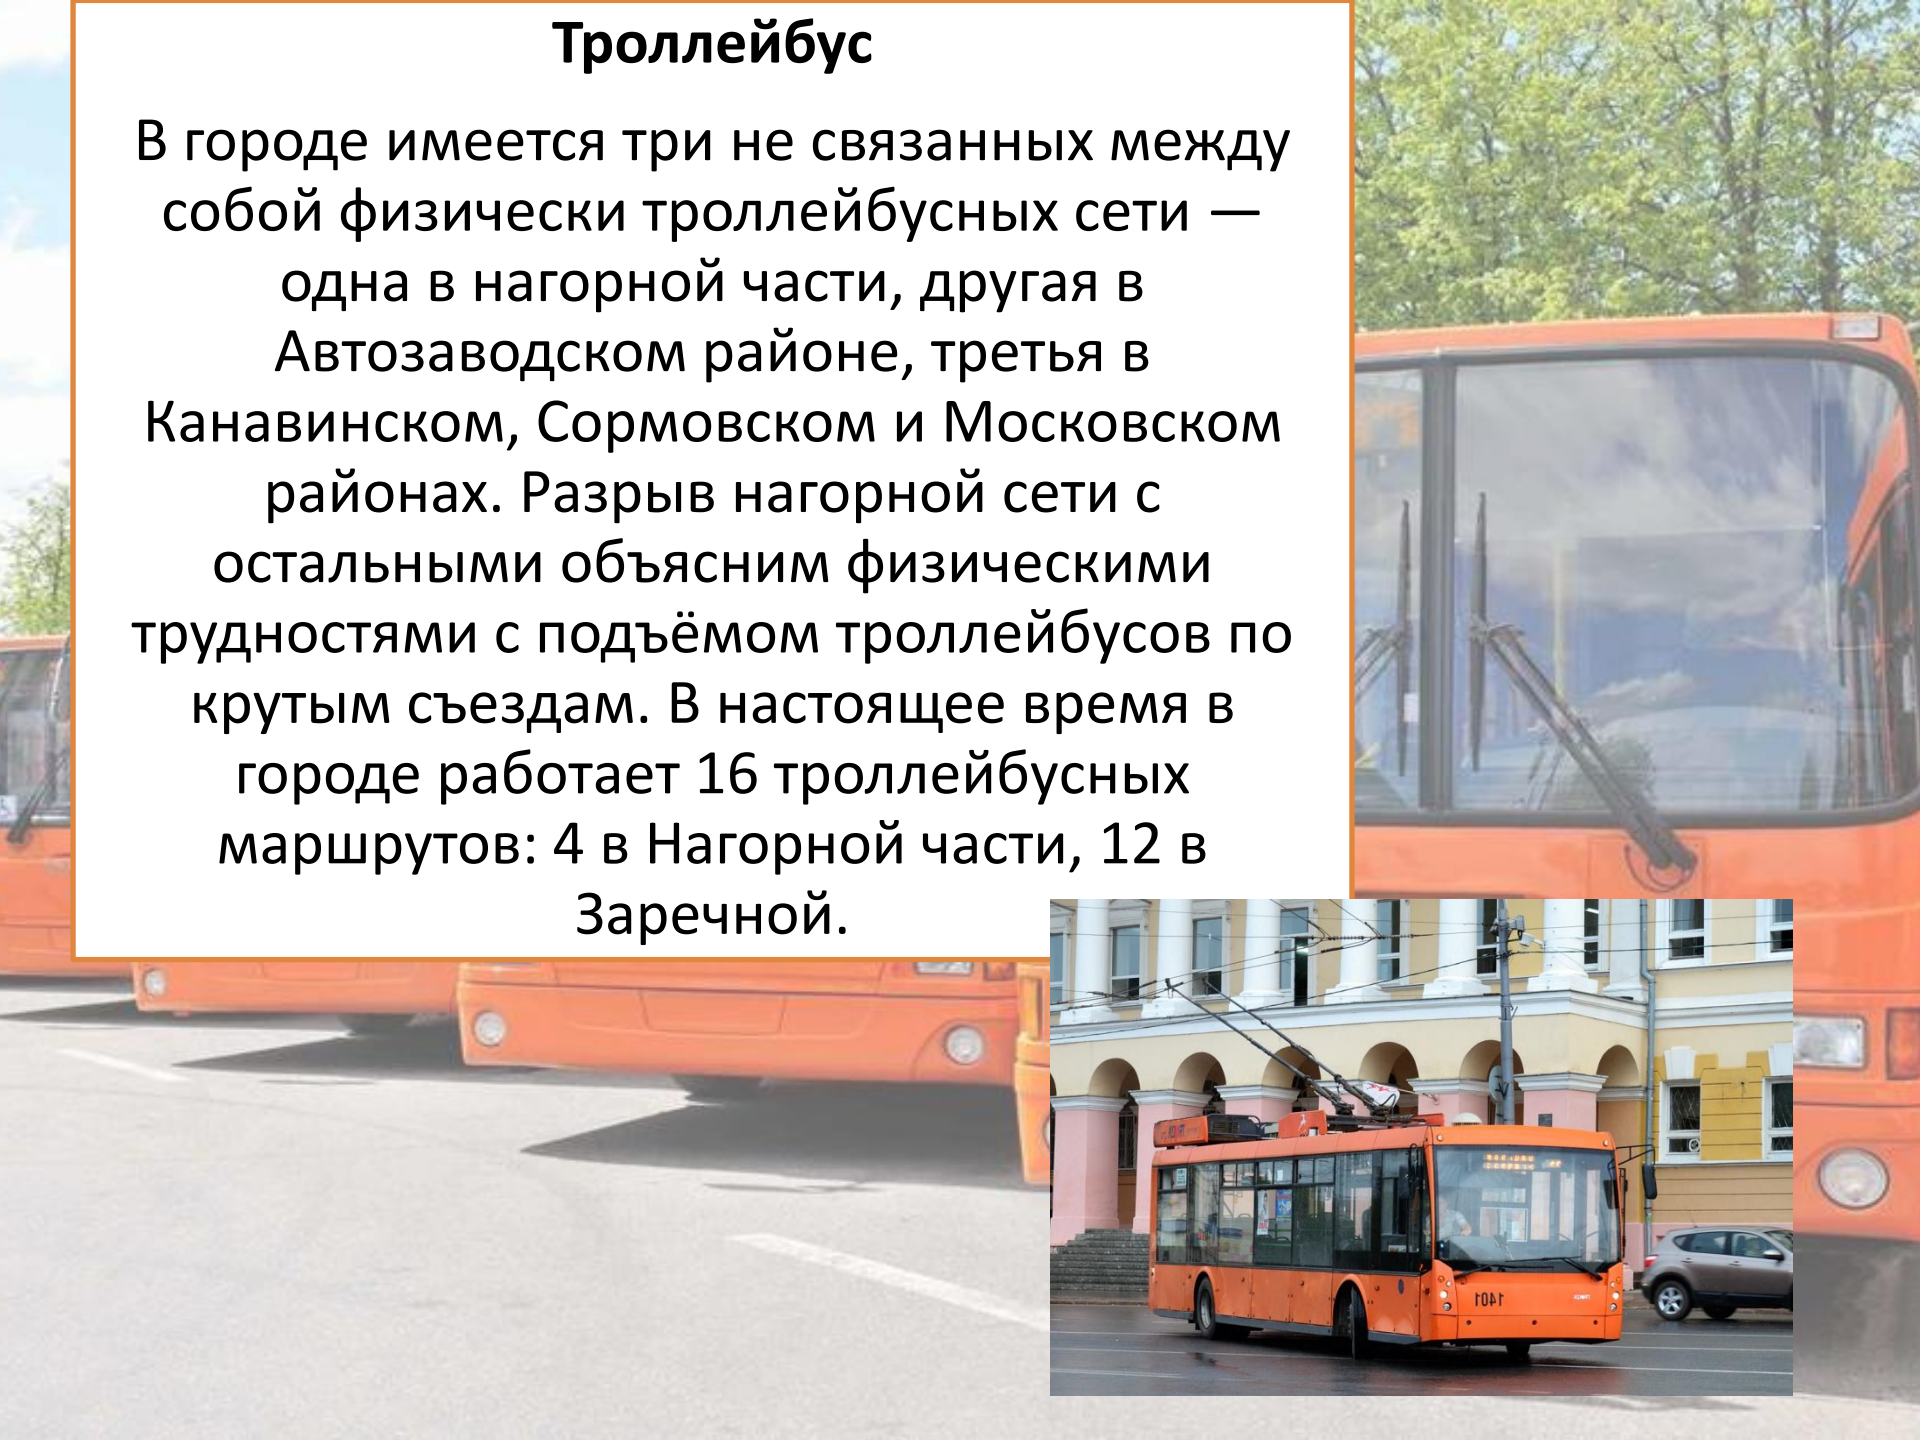 Троллейбус
В городе имеется три не связанных между
собой физически троллейбусных сети —
одна в нагорной части, другая в
Автозаводском районе, третья в
Канавинском, Сормовском и Московском
районах. Разрыв нагорной сети с
остальными объясним физическими
трудностями с подъёмом троллейбусов по
крутым съездам. В настоящее время в
городе работает 16 троллейбусных
маршрутов: 4 в Нагорной части, 12 в
Заречной.
1401